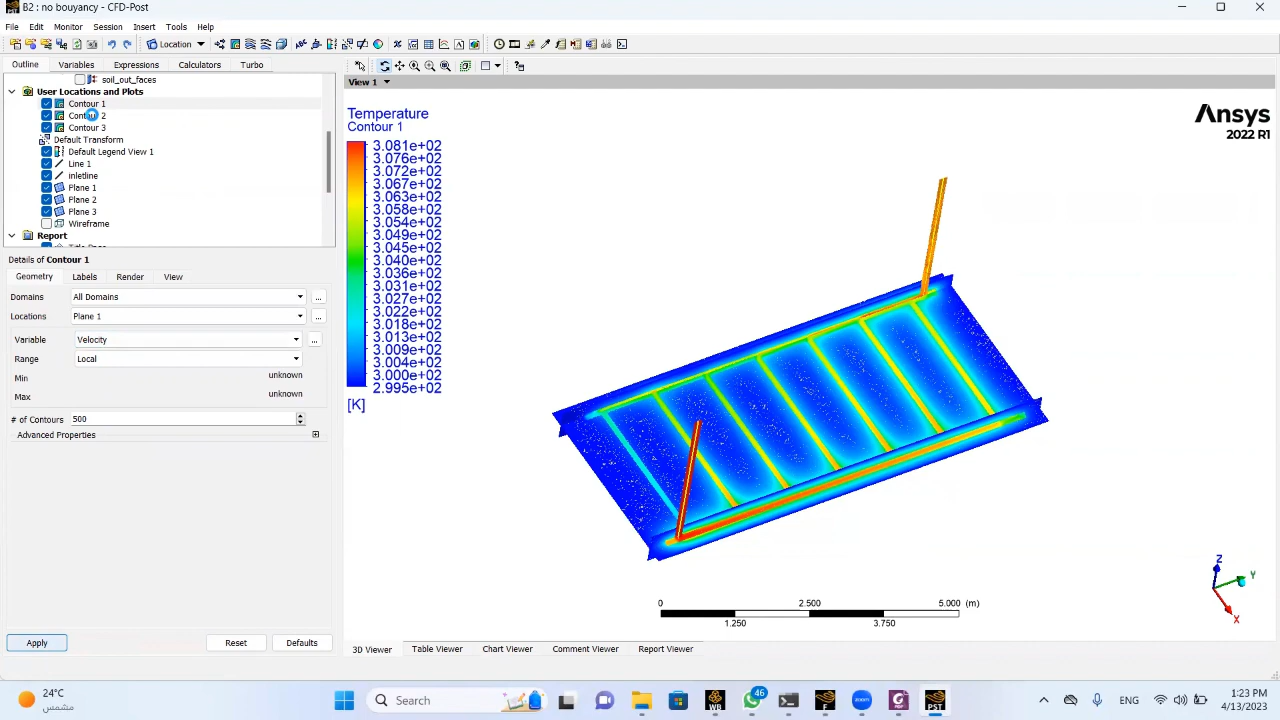 B2 : no bouyancy - CFD-Post
File Edit Monitor Session Insert Tools Help
Location
Outline Variables Expressions Calculators Turbo
soil_out_faces
User Locations and Plots
Contour 1
Contour 2
Contour 3
Default Transform
Default Legend View 1
Line 1
inletline
Plane 1
Plane 2
Plane 3
Wireframe
Report
Title Page
Details of Contour 1
Geometry Labels Render View
Domains All Domains ...
Locations Plane 1 ...
Variable Velocity ...
Range Local
Min unknown
Max unknown
# of Contours 500
Advanced Properties
Apply Reset Defaults
View 1
Temperature
Contour 1
3.081e+02
3.076e+02
3.072e+02
3.067e+02
3.063e+02
3.058e+02
3.054e+02
3.049e+02
3.045e+02
3.040e+02
3.036e+02
3.031e+02
3.027e+02
3.022e+02
3.018e+02
3.013e+02
3.009e+02
3.004e+02
3.000e+02
2.995e+02
[K]
Ansys
2022 R1
0 2.500 5.000 (m)
1.250 3.750
Z
Y
X
3D Viewer Table Viewer Chart Viewer Comment Viewer Report Viewer
24°C
مشمس
Search
WB
46
F
PST
ENG
1:23 PM
4/13/2023